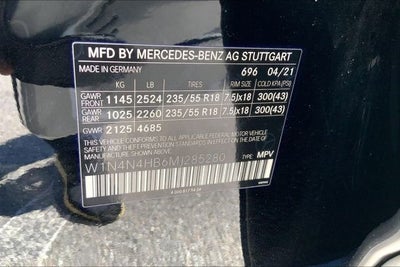 MFD BY MERCEDES-BENZ AG STUTTGART
MADE IN GERMANY 696 04/21
TIRES RIM SIZE COLD KPA(PSI)
KG LB
GAWR FRONT 1145 2524 235/55 R18 7.5Jx18 300(43)
GAWR REAR 1025 2260 235/55 R18 7.5Jx18 300(43)
GVWR 2125 4685
THIS VEHICLE CONFORMS TO ALL APPLICABLE FEDERAL MOTOR VEHICLE
SAFETY STANDARDS IN EFFECT ON THE DATE OF
MANUFACTURE SHOWN ABOVE.
W1N4N4HB6MJ285280 TYPE MPV